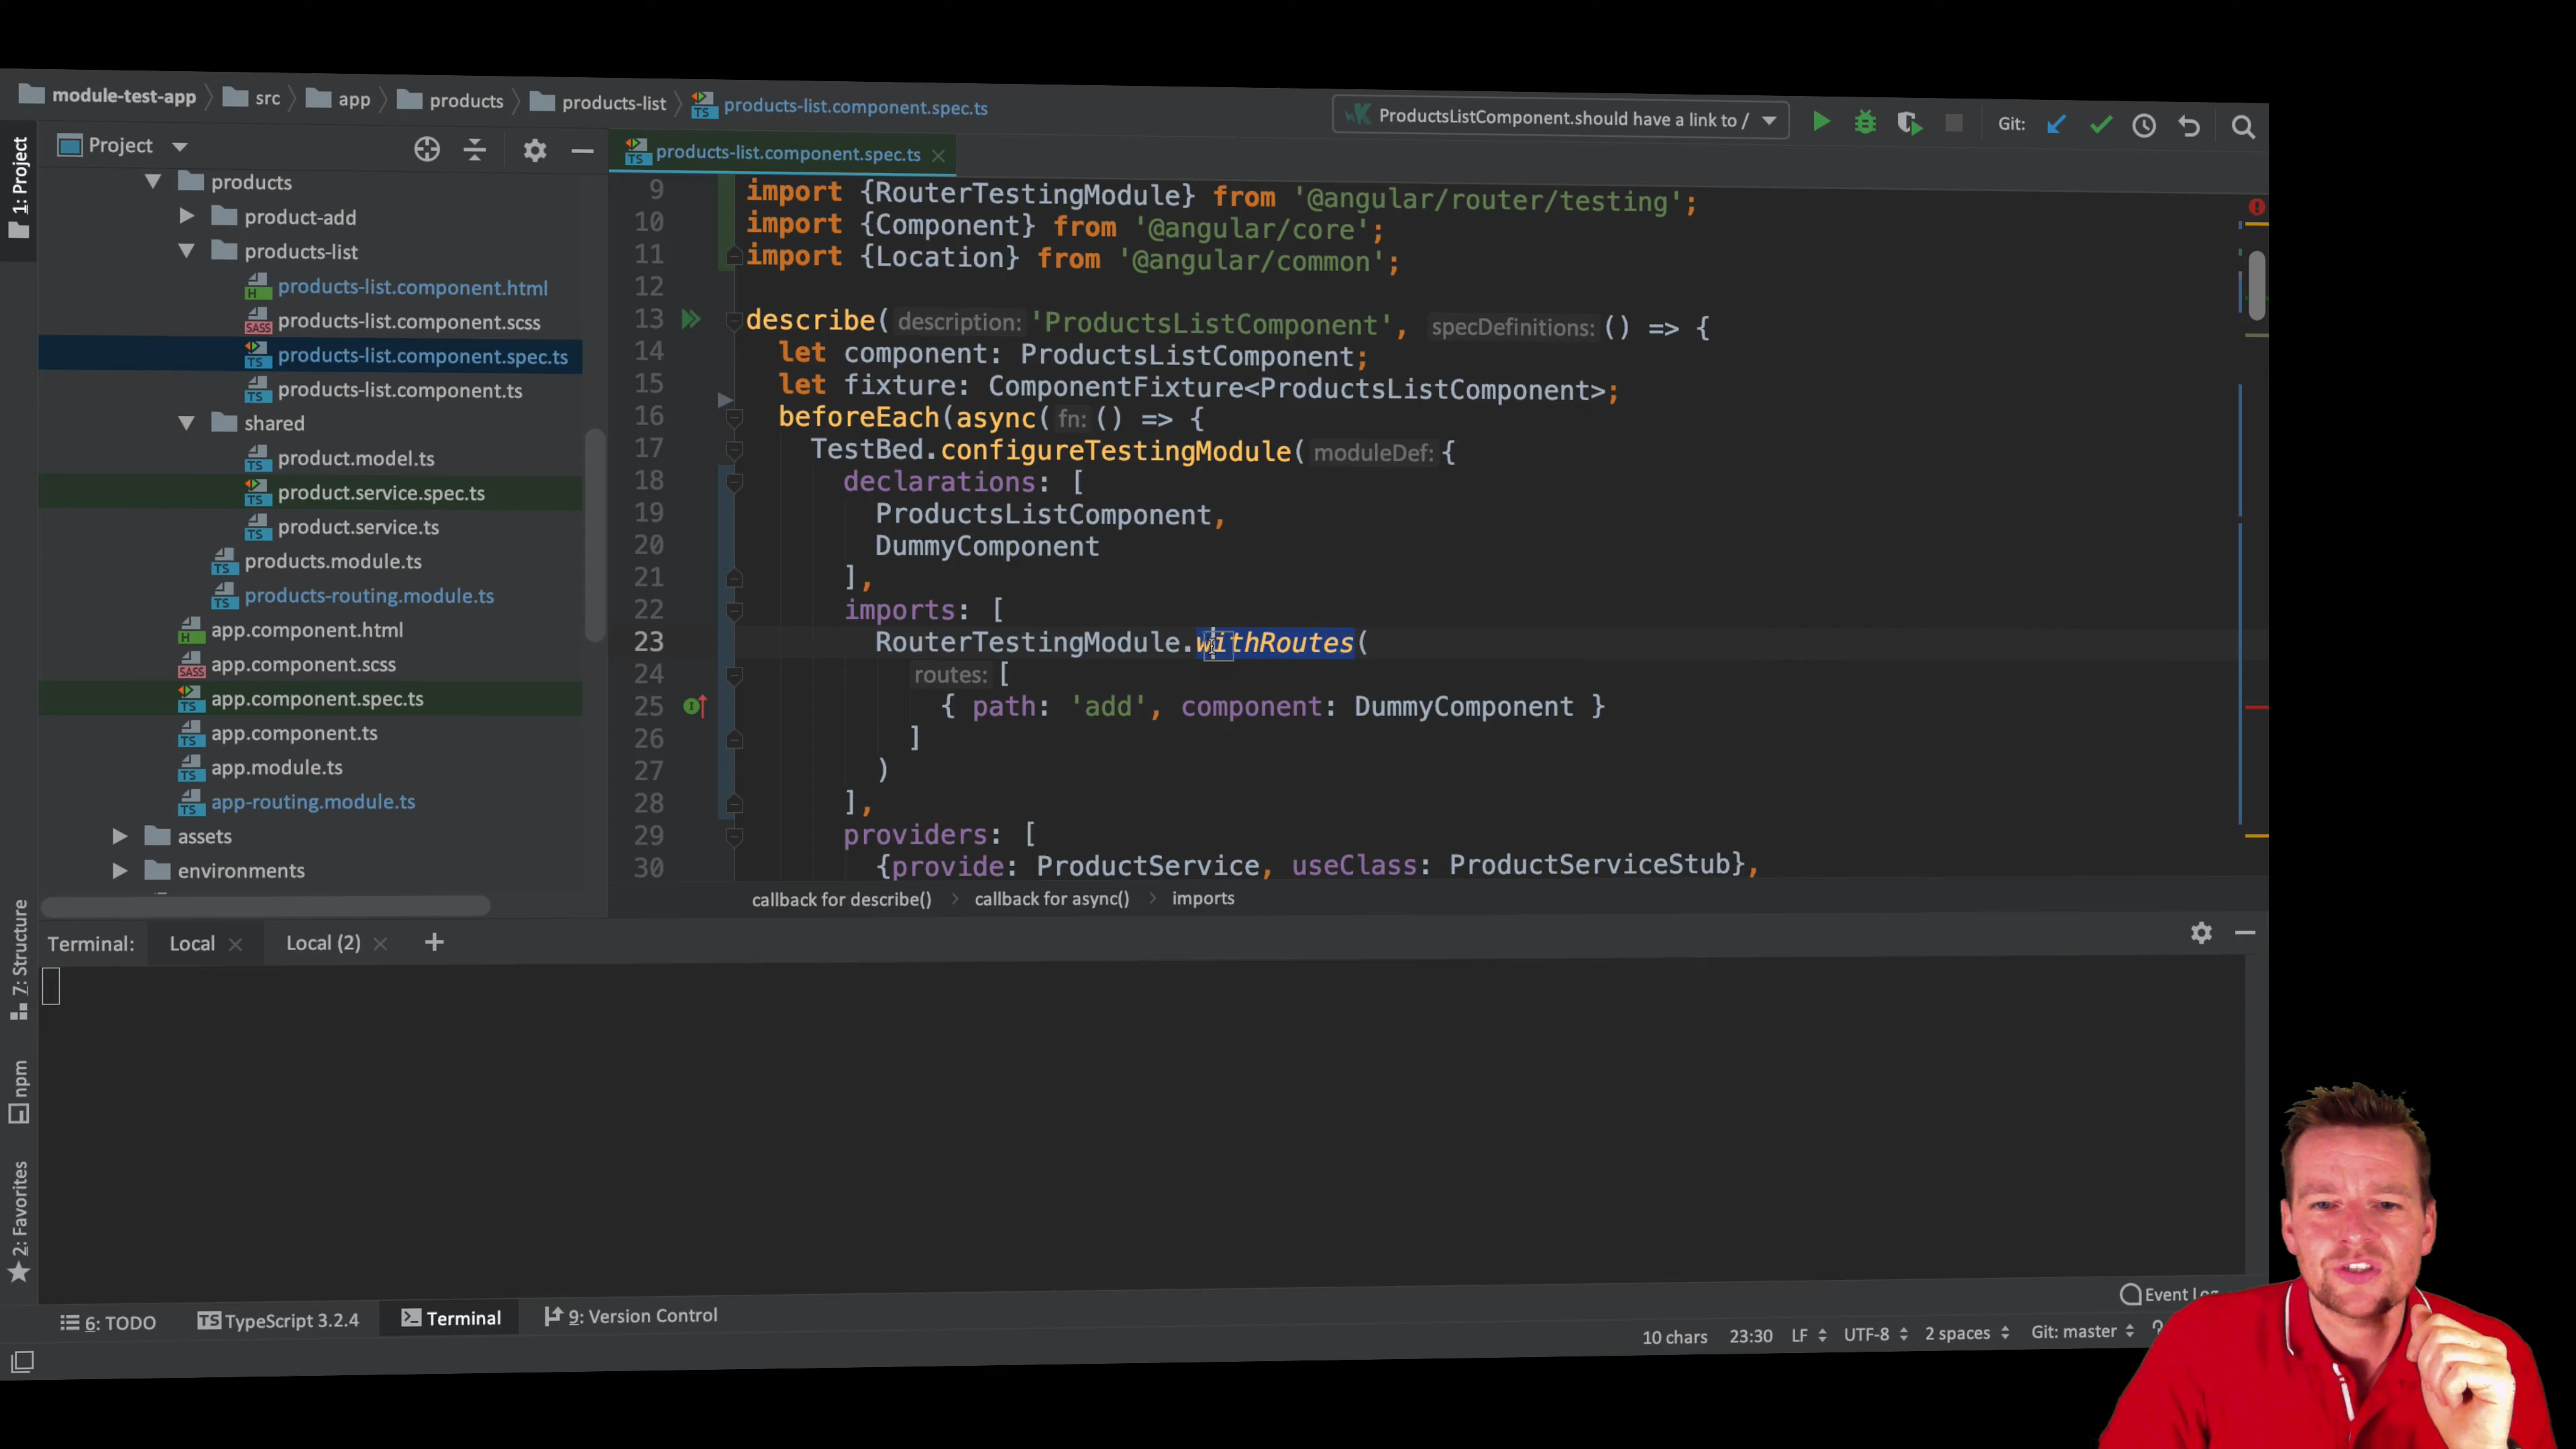 module-test-app src app products products-list products-list.component.spec.ts
ProductsListComponent.should have a link to /
Git:
1: Project
Project
products-list.component.spec.ts
products
product-add
products-list
products-list.component.html
products-list.component.scss
products-list.component.spec.ts
products-list.component.ts
shared
product.model.ts
product.service.spec.ts
product.service.ts
products.module.ts
products-routing.module.ts
app.component.html
app.component.scss
app.component.spec.ts
app.component.ts
app.module.ts
app-routing.module.ts
assets
environments
9 import {RouterTestingModule} from '@angular/router/testing';
10 import {Component} from '@angular/core';
11 import {Location} from '@angular/common';
12
13 describe( description: 'ProductsListComponent', specDefinitions: () => {
14 let component: ProductsListComponent;
15 let fixture: ComponentFixture<ProductsListComponent>;
16 beforeEach(async( fn: () => {
17 TestBed.configureTestingModule( moduleDef: {
18 declarations: [
19 ProductsListComponent,
20 DummyComponent
21 ],
22 imports: [
23 RouterTestingModule.withRoutes(
24 routes: [
25 { path: 'add', component: DummyComponent }
26 ]
27 )
28 ],
29 providers: [
30 {provide: ProductService, useClass: ProductServiceStub},
callback for describe() callback for async() imports
7: Structure
npm
2: Favorites
Terminal: Local Local (2)
6: TODO TypeScript 3.2.4 Terminal 9: Version Control
Event Log
10 chars 23:30 LF UTF-8 2 spaces Git: master